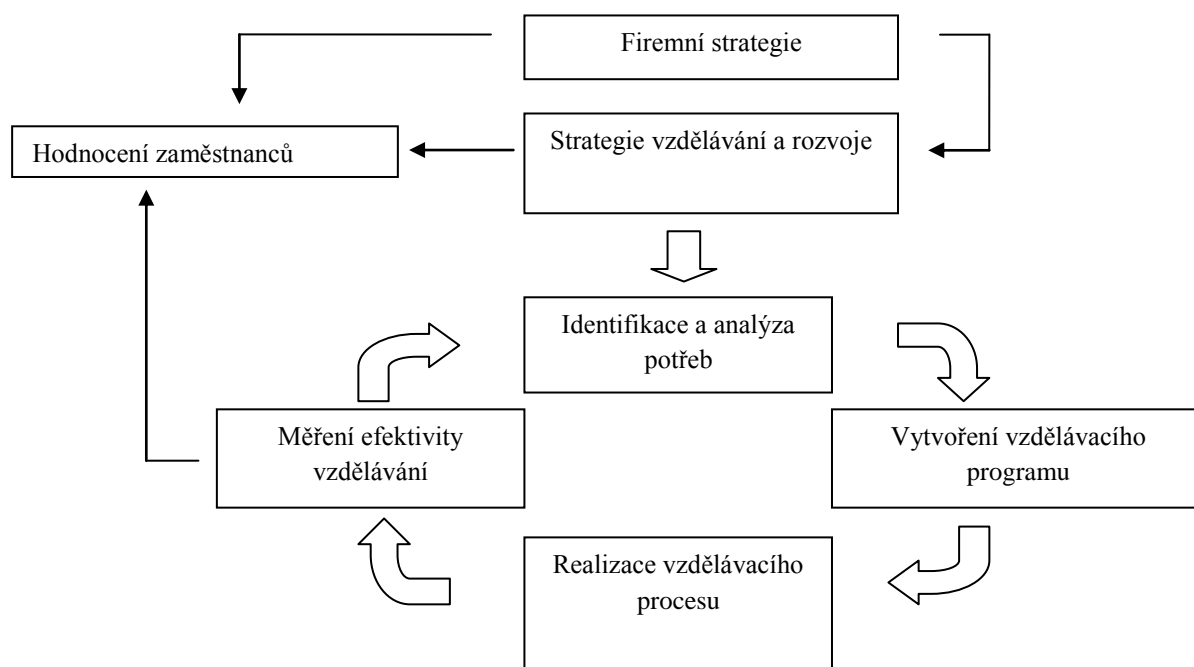 Firemní strategie
Strategie vzdělávání a rozvoje
Hodnocení zaměstnanců
Identifikace a analýza
potřeb
Měření efektivity
vzdělávání
Vytvoření vzdělávacího
programu
Realizace vzdělávacího
procesu